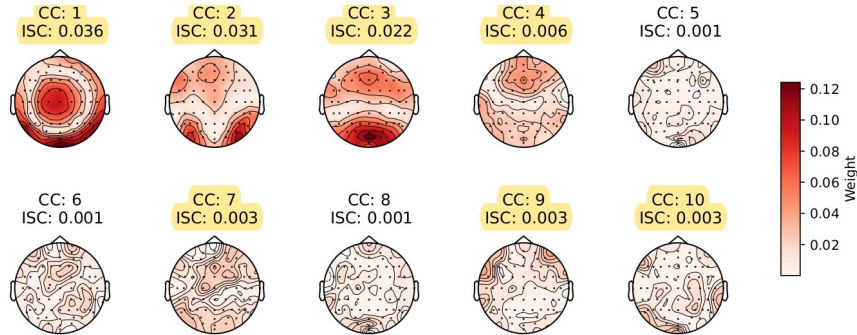 CC: 1
ISC: 0.036
CC: 2
ISC: 0.031
CC: 3
ISC: 0.022
CC: 4
ISC: 0.006
CC: 5
ISC: 0.001
0.12
0.10
0.08
0.06
0.04
0.02
Weight
CC: 6
ISC: 0.001
CC: 7
ISC: 0.003
CC: 8
ISC: 0.001
CC: 9
ISC: 0.003
CC: 10
ISC: 0.003